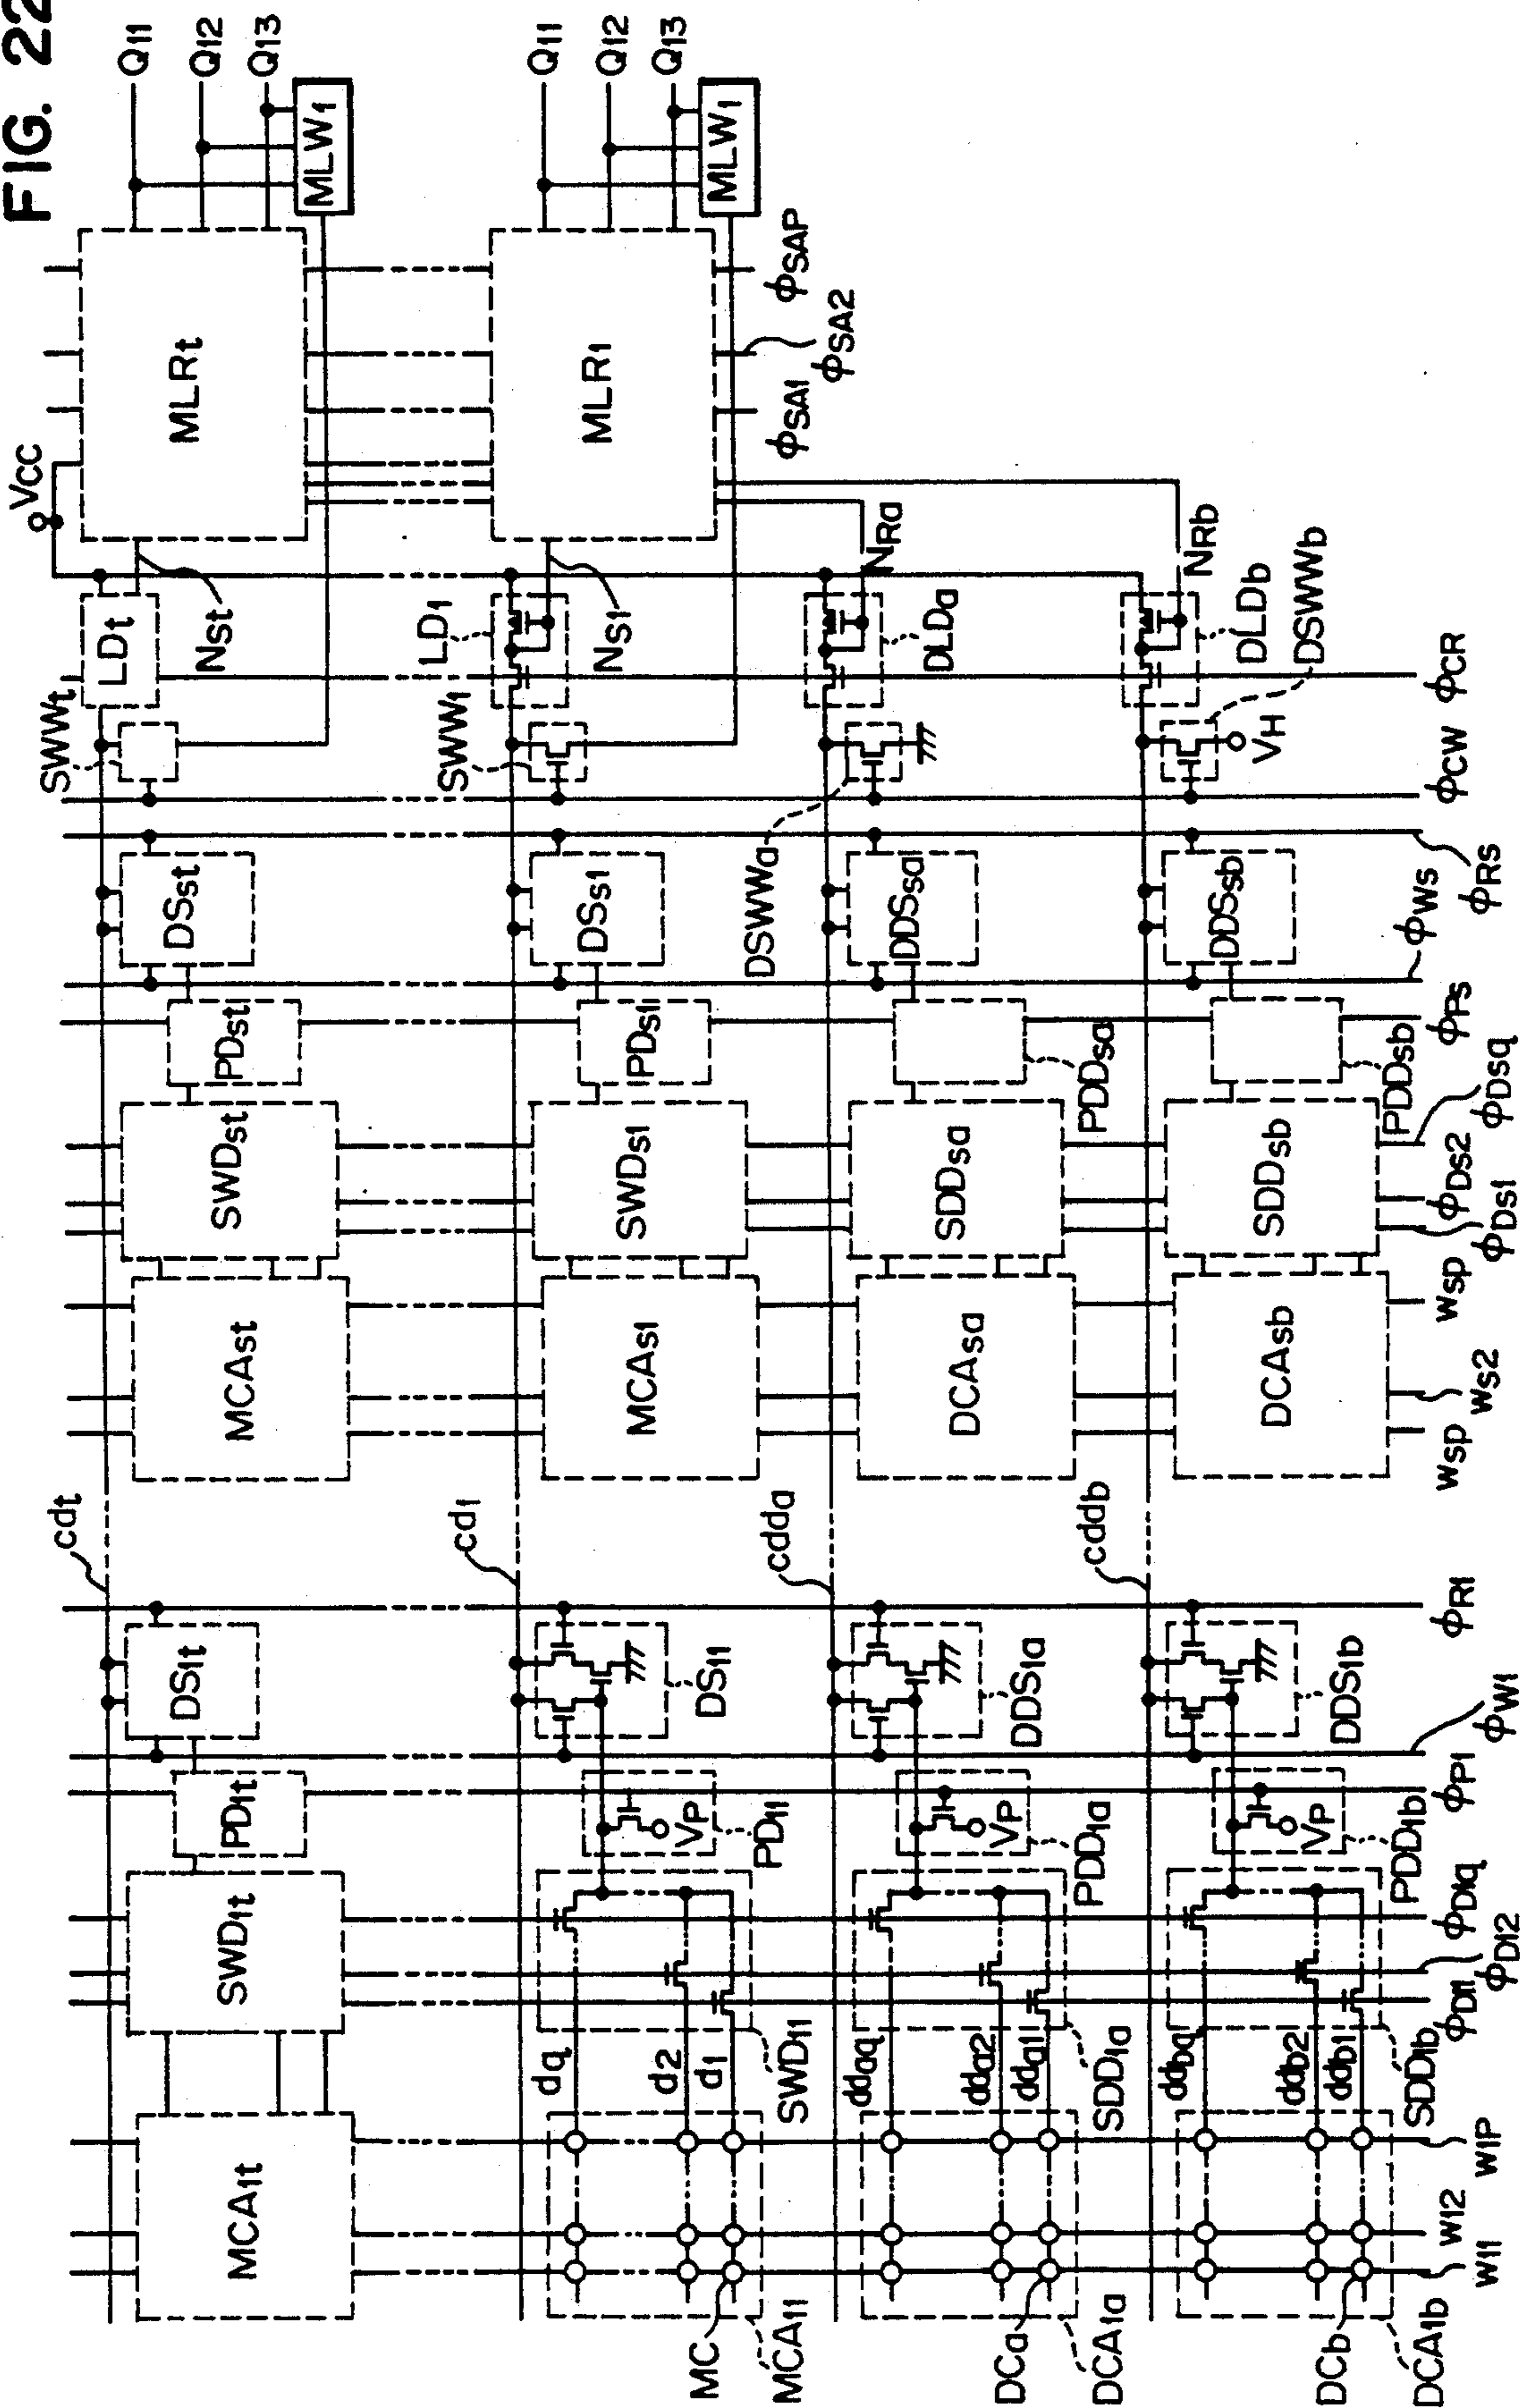 FIG. 22
VCC
Q11
Q12
Q13
MLW1
MLRt
Nst
LDt
SWWt
DSst
PDst
SWDst
MCAst
cdt
DS1t
PD1t
SWD1t
MCA1t
Q11
Q12
Q13
MLW1
MLR1
φSA1
φSA2
φSAP
NS1
LD1
SWW1
DSs1
PDs1
SWDs1
MCAs1
cd1
DS11
VP
PD11
SWD11
dq
d2
d1
MC
MCA11
NRa
DLDa
DSWWa
DDSsa
PDDsa
SDDsa
DCAsa
cdda
DDS1a
VP
PDD1a
SDD1a
ddaq
dda2
dda1
DCa
DCA1a
NRb
DLDb
DSWWb
VH
DDSsb
PDDsb
SDDsb
DCAsb
cddb
DDS1b
VP
PDD1b
SDD1b
ddbq
ddb2
ddb1
DCb
DCA1b
φCR
φCW
φRs
φWs
φPs
φDsq
φDs2
φDs1
Wsp
Ws2
Wsp
φR1
φW1
φP1
φD1q
φD12
φD11
W1P
W12
W11